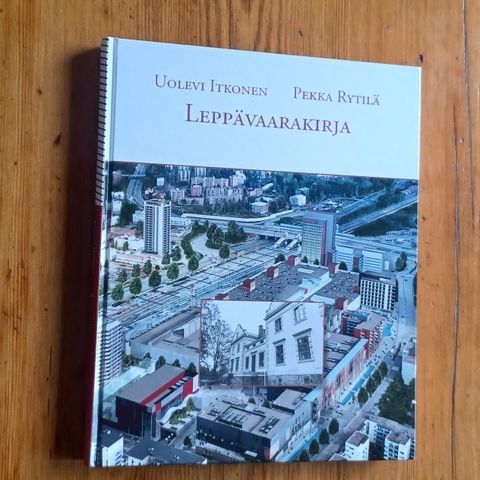 Uolevi Itkonen Pekka Rytilä
Leppävaarakirja